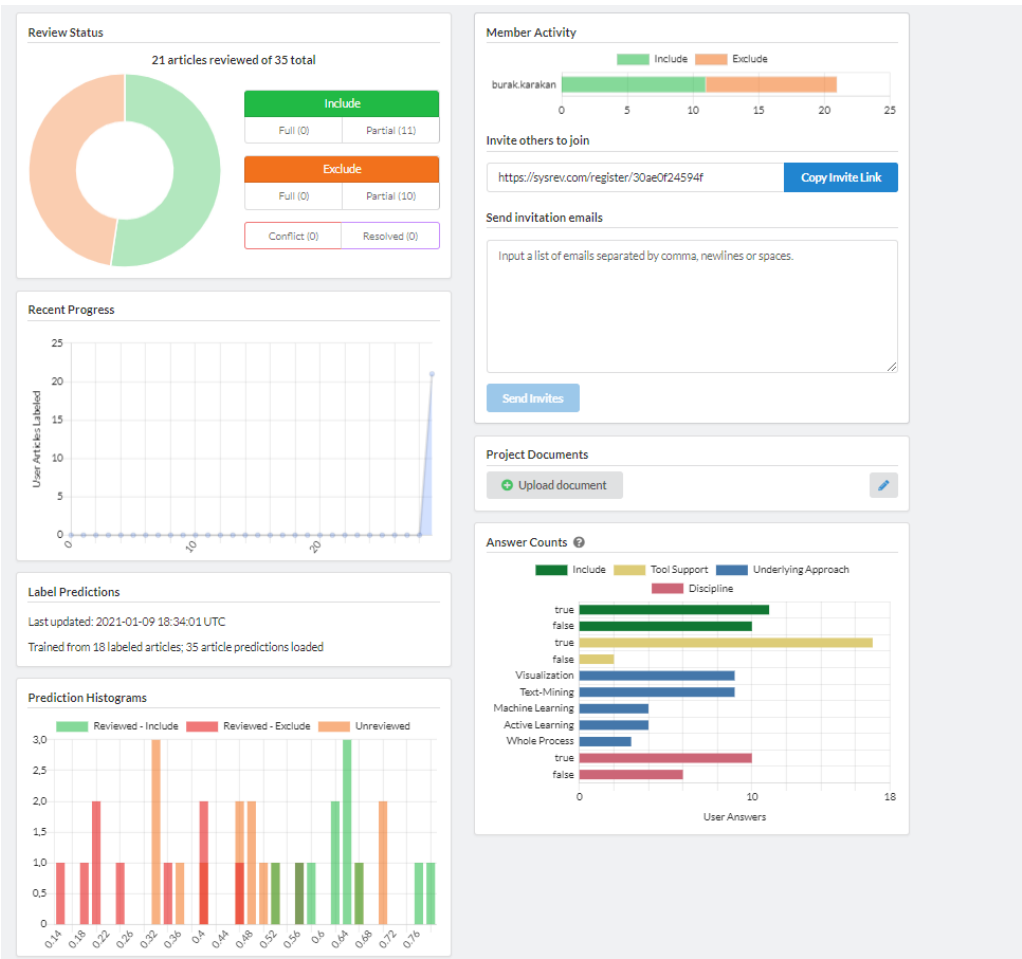 Review Status
21 articles reviewed of 35 total
Include
Full (0) Partial (11)
Exclude
Full (0) Partial (10)
Conflict (0) Resolved (0)
Recent Progress
25
20
15
10
5
0
User Articles Labeled
0 10 20
Label Predictions
Last updated: 2021-01-09 18:34:01 UTC
Trained from 18 labeled articles; 35 article predictions loaded
Prediction Histograms
Reviewed - Include Reviewed - Exclude Unreviewed
3,0
2,5
2,0
1,5
1,0
0,5
0
0.14 0.18 0.22 0.26 0.32 0.36 0.4 0.44 0.48 0.52 0.56 0.6 0.64 0.68 0.72 0.76
Member Activity
Include Exclude
burak.karakan
0 5 10 15 20 25
Invite others to join
https://sysrev.com/register/30ae0f24594f Copy Invite Link
Send invitation emails
Input a list of emails separated by comma, newlines or spaces.
Send Invites
Project Documents
Upload document
Answer Counts ?
Include Tool Support Underlying Approach
Discipline
true
false
true
false
Visualization
Text-Mining
Machine Learning
Active Learning
Whole Process
true
false
0 10 18
User Answers